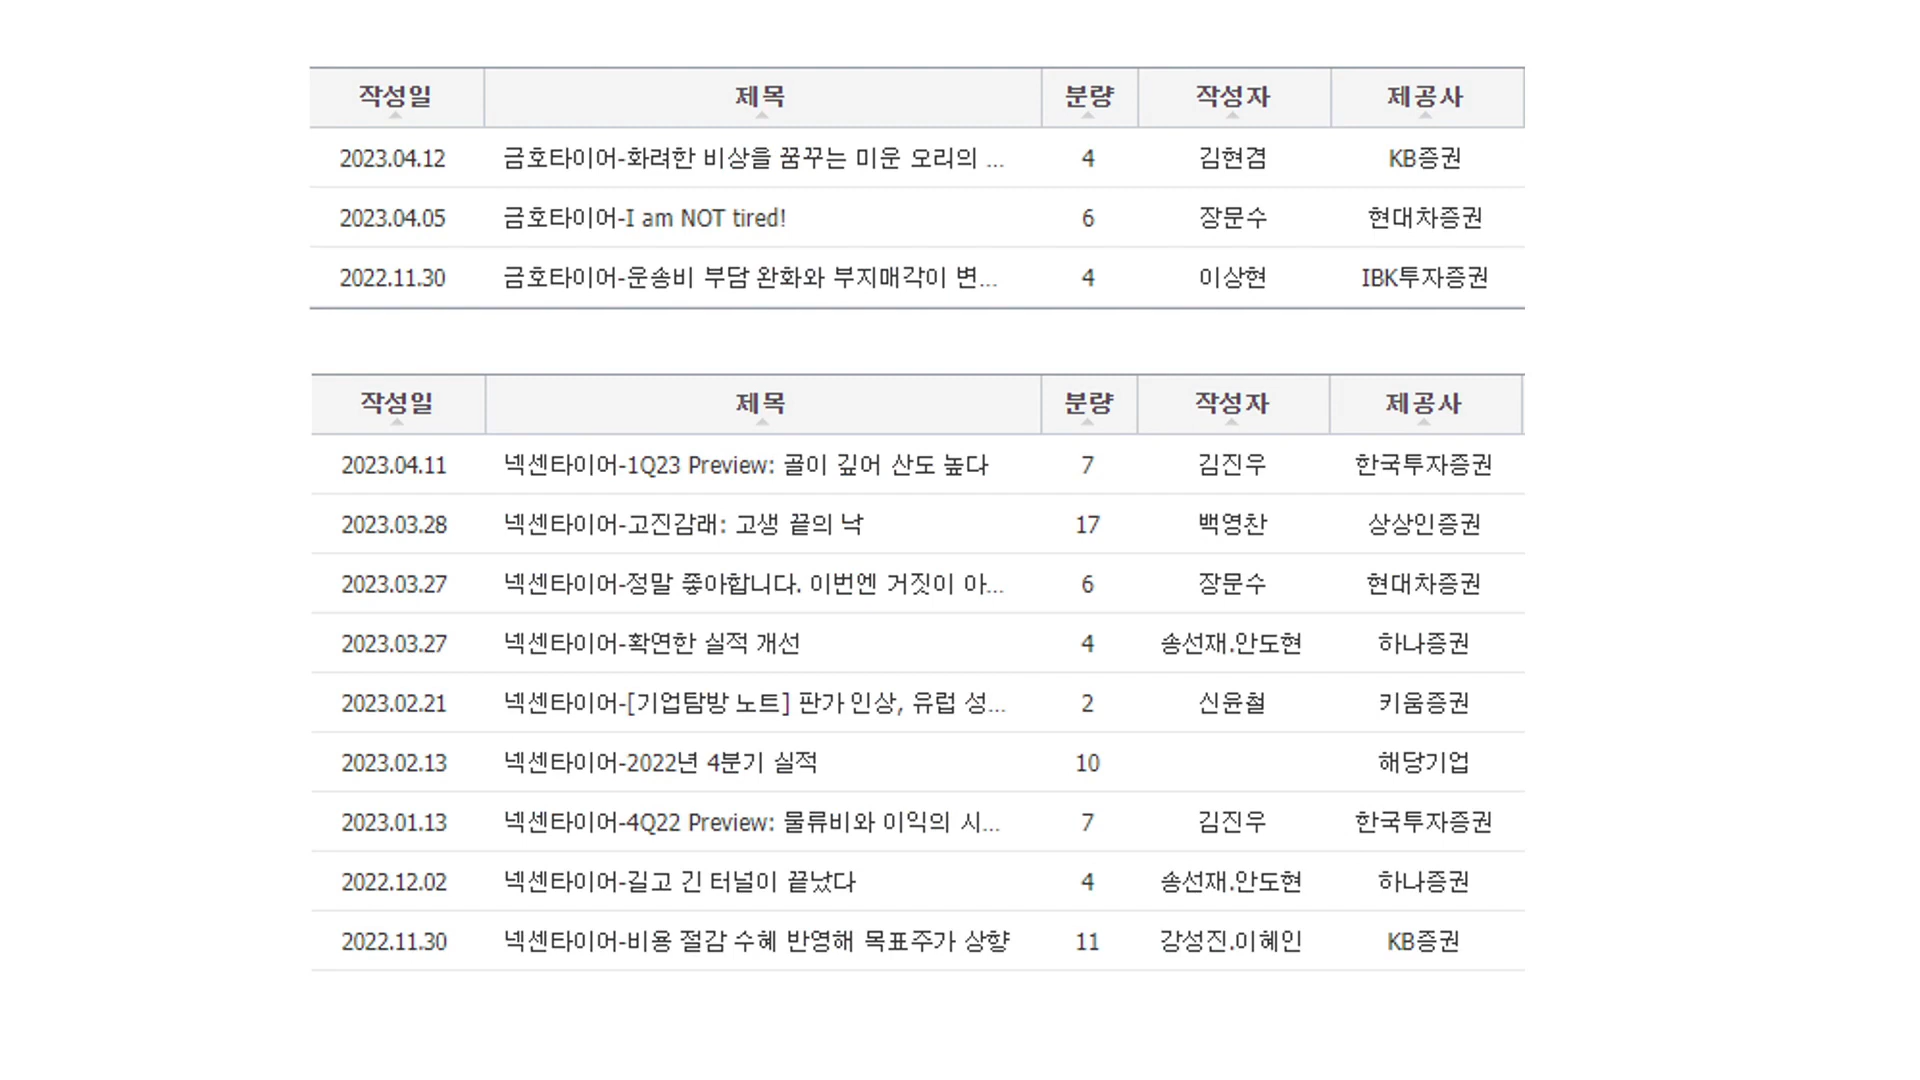 작성일 제목 분량 작성자 제공사
2023.04.12 금호타이어-화려한 비상을 꿈꾸는 미운 오리의 ... 4 김현겸 KB증권
2023.04.05 금호타이어-I am NOT tired! 6 장문수 현대차증권
2022.11.30 금호타이어-운송비 부담 완화와 부지매각이 변... 4 이상현 IBK투자증권
작성일 제목 분량 작성자 제공사
2023.04.11 넥센타이어-1Q23 Preview: 골이 깊어 산도 높다 7 김진우 한국투자증권
2023.03.28 넥센타이어-고진감래: 고생 끝의 낙 17 백영찬 상상인증권
2023.03.27 넥센타이어-정말 좋아합니다. 이번엔 거짓이 아... 6 장문수 현대차증권
2023.03.27 넥센타이어-확연한 실적 개선 4 송선재.안도현 하나증권
2023.02.21 넥센타이어-[기업탐방 노트] 판가 인상, 유럽 성... 2 신윤철 키움증권
2023.02.13 넥센타이어-2022년 4분기 실적 10 해당기업
2023.01.13 넥센타이어-4Q22 Preview: 물류비와 이익의 시... 7 김진우 한국투자증권
2022.12.02 넥센타이어-길고 긴 터널이 끝났다 4 송선재.안도현 하나증권
2022.11.30 넥센타이어-비용 절감 수혜 반영해 목표주가 상향 11 강성진.이혜인 KB증권